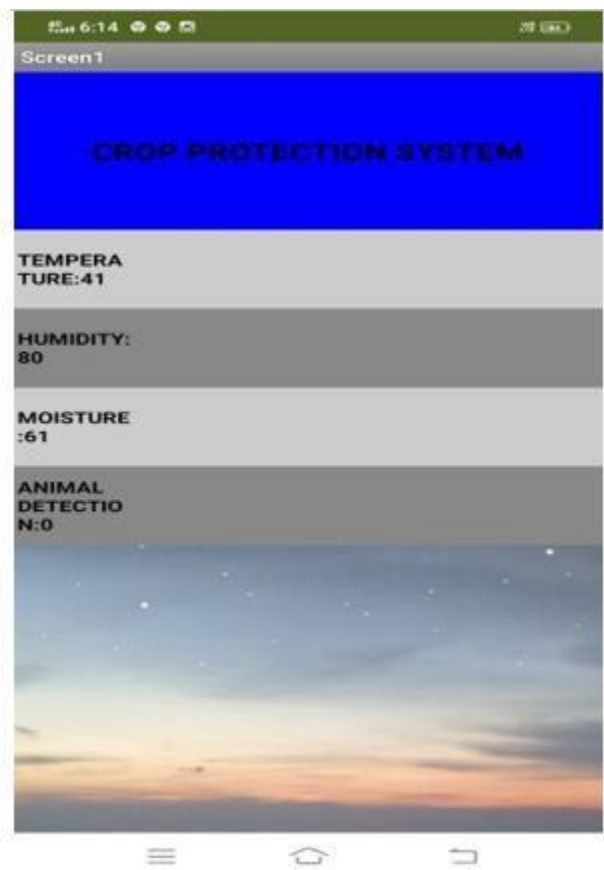 6:14
Screen1
CROP PROTECTION SYSTEM
TEMPERA
TURE:41
HUMIDITY:
80
MOISTURE
:61
ANIMAL
DETECTIO
N:0